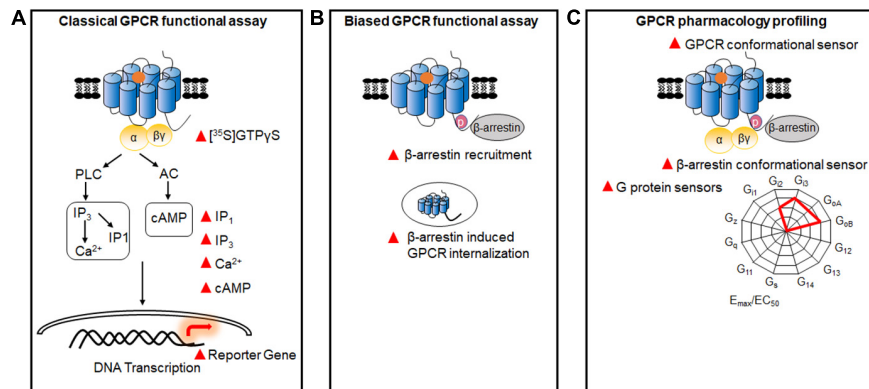 A
Classical GPCR functional assay
α
βγ
[³⁵S]GTPγS
PLC
AC
IP₃
IP1
Ca²⁺
cAMP
IP₁
IP₃
Ca²⁺
cAMP
Reporter Gene
DNA Transcription
B
Biased GPCR functional assay
p
β-arrestin
β-arrestin recruitment
β-arrestin induced
GPCR internalization
C
GPCR pharmacology profiling
GPCR conformational sensor
p
β-arrestin
α
βγ
β-arrestin conformational sensor
G protein sensors
Gᵢ₂
Gᵢ₃
Gᵢ₁
GₒA
G_z
GₒB
G_q
G₁₂
G₁₁
G₁₃
Gₛ
G₁₄
Eₘₐₓ/EC₅₀